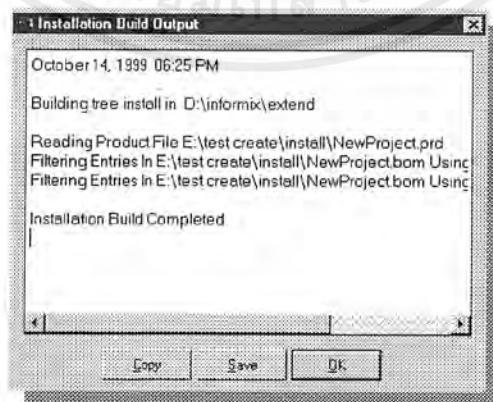 Installation Build Output
October 14, 1999 06:25 PM
Building tree install in D:\informix\extend
Reading Product File E:\test create\install\NewProject.prd
Filtering Entries In E:\test create\install\NewProject.bom Using
Filtering Entries In E:\test create\install\NewProject.bom Using
Installation Build Completed
Copy
Save
OK